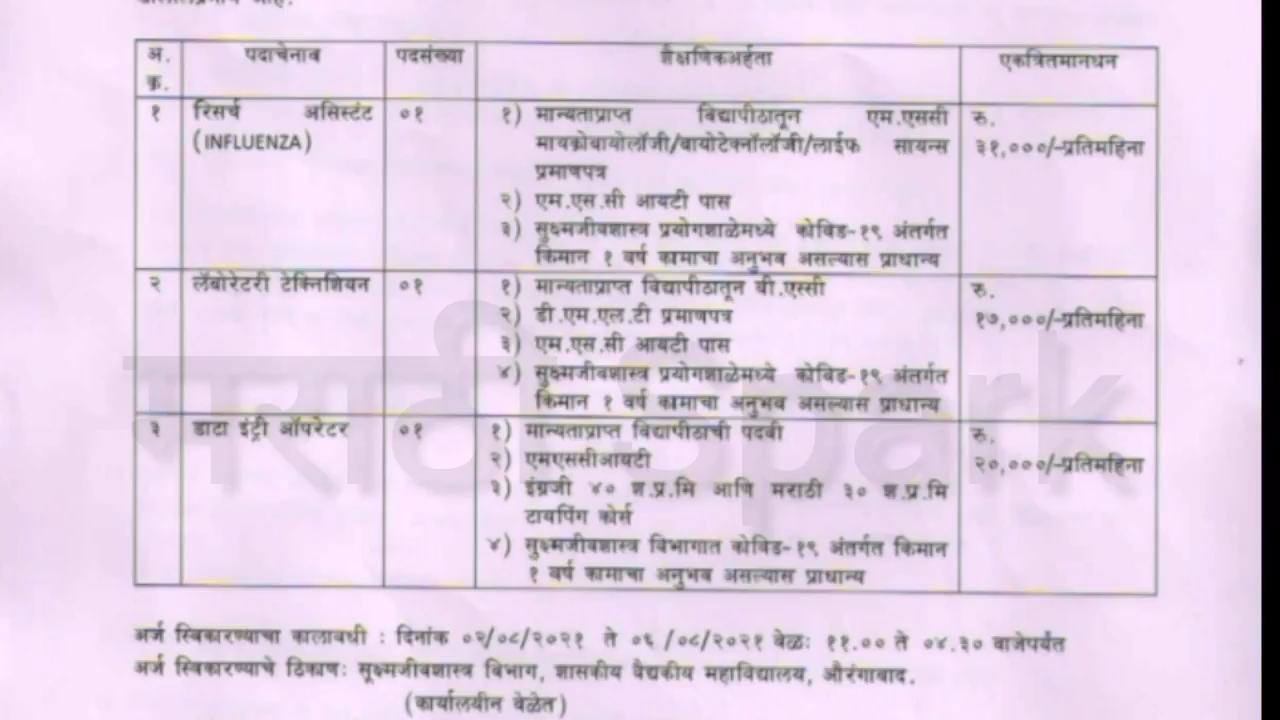 आहे.
अ. क्र. पदाचेनाव पदसंख्या शैक्षणिकअर्हता एकत्रितमानधन
१ रिसर्च असिस्टंट ०१ १) मान्यताप्राप्त विद्यापीठातून एम.एससी रु.
(INFLUENZA) मायक्रोबायोलॉजी/बायोटेक्नॉलॉजी/लाईफ सायन्स ३१,०००/-प्रतिमहिना
प्रमाणपत्र
२) एम.एस.सी आयटी पास
३) सुक्ष्मजीवशास्त्र प्रयोगशाळेमध्ये कोविड-१९ अंतर्गत
किमान १ वर्ष कामाचा अनुभव असल्यास प्राधान्य
२ लॅबोरेटरी टेक्निशियन ०१ १) मान्यताप्राप्त विद्यापीठातून बी.एस्सी रु.
२) डी.एम.एल.टी प्रमाणपत्र १७,०००/-प्रतिमहिना
३) एम.एस.सी आयटी पास
४) सुक्ष्मजीवशास्त्र प्रयोगशाळेमध्ये कोविड-१९ अंतर्गत
किमान १ वर्ष कामाचा अनुभव असल्यास प्राधान्य
३ डाटा इंट्री ऑपरेटर ०१ १) मान्यताप्राप्त विद्यापीठाची पदवी रु.
२) एमएससीआयटी २०,०००/-प्रतिमहिना
३) इंग्रजी ४० श.प्र.मि आणि मराठी ३० श.प्र.मि
टायपिंग कोर्स
४) सुक्ष्मजीवशास्त्र विभागात कोविड-१९ अंतर्गत किमान
१ वर्ष कामाचा अनुभव असल्यास प्राधान्य
मराठी Spark
अर्ज स्विकारण्याचा कालावधी : दिनांक ०२/०८/२०२१ ते ०६ /०८/२०२१ वेळः ११.०० ते ०४.३० वाजेपर्यंत
अर्ज स्विकारण्याचे ठिकाणः सूक्ष्मजीवशास्त्र विभाग, शासकीय वैद्यकीय महाविद्यालय, औरंगाबाद.
(कार्यालयीन वेळेत)